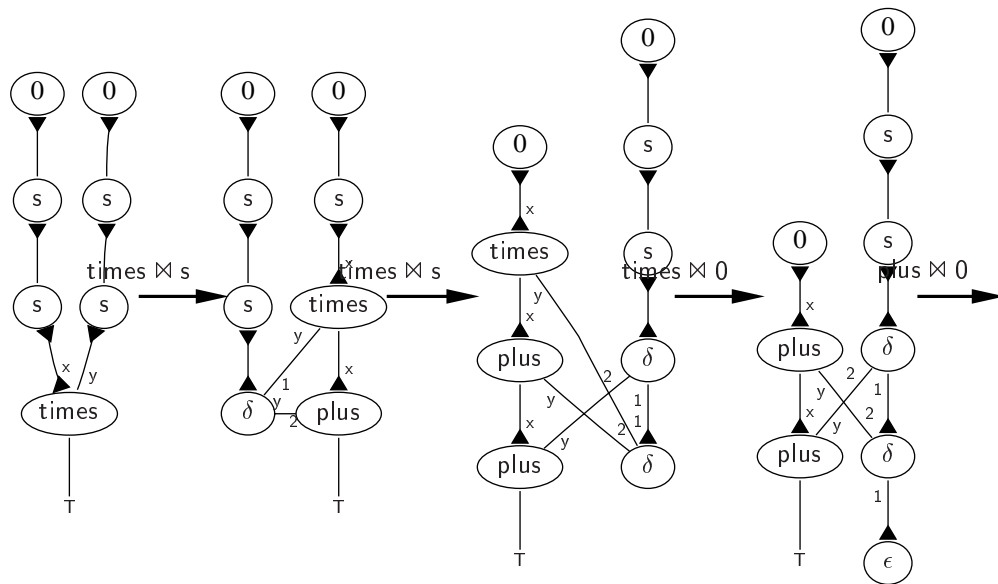 0 0
s s
s s
x y
times
T
times ⋈ s
0 0
s s
s x times
y
1
x
δ y 2 plus
T
times ⋈ s
0
x
times
y
x
plus
y
x
plus
y
T
0
s
s
δ
2
1
1
2
δ
times ⋈ 0
0
x
plus
y
x
plus
y
T
0
s
s
δ
2
1
2
δ
1
ϵ
plus ⋈ 0